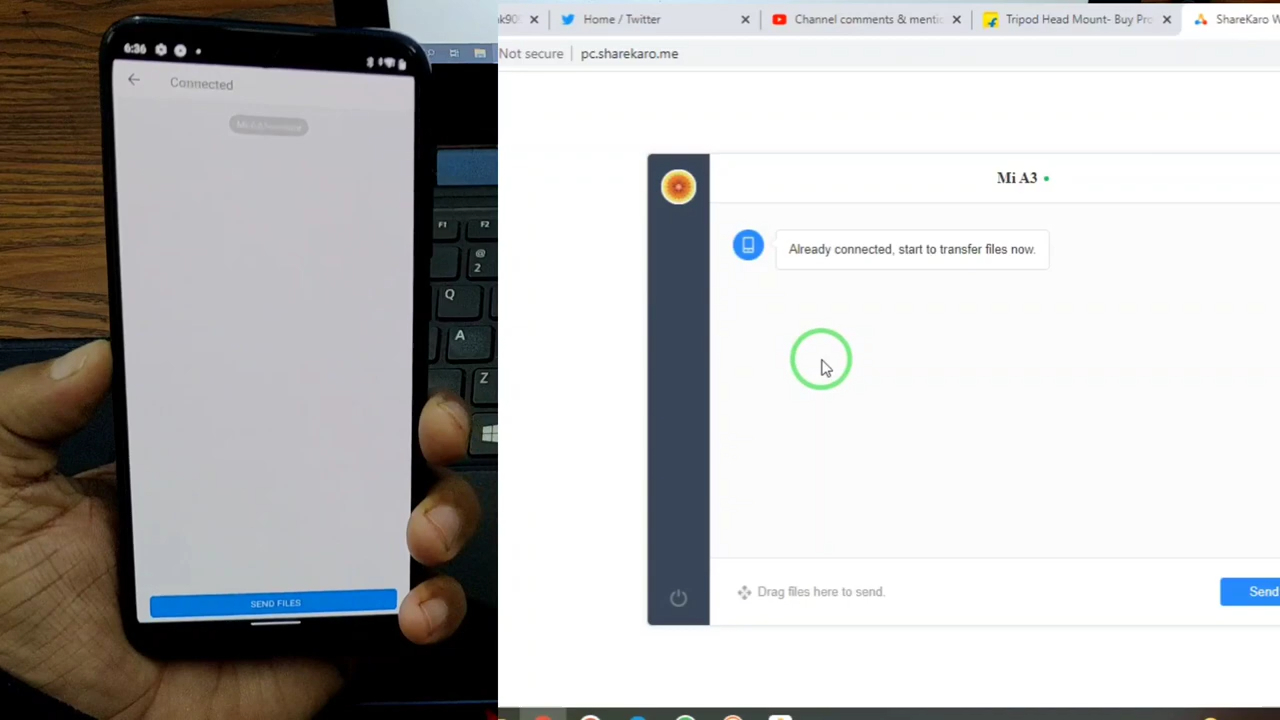 6:36
Connected
SEND FILES
F1
F2
@
2
Q
A
Z
nk90
Home / Twitter
Channel comments & menti
Tripod Head Mount- Buy Pro
ShareKaro W
Not secure
pc.sharekaro.me
Mi A3
Already connected, start to transfer files now.
Drag files here to send.
Send